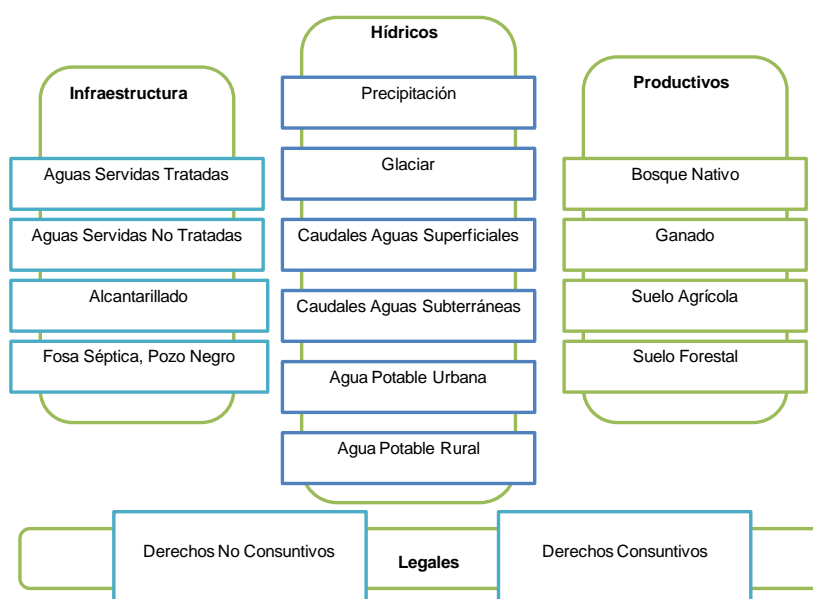 Infraestructura
Aguas Servidas Tratadas
Aguas Servidas No Tratadas
Alcantarillado
Fosa Séptica, Pozo Negro
Hídricos
Precipitación
Glaciar
Caudales Aguas Superficiales
Caudales Aguas Subterráneas
Agua Potable Urbana
Agua Potable Rural
Productivos
Bosque Nativo
Ganado
Suelo Agrícola
Suelo Forestal
Derechos No Consuntivos
Legales
Derechos Consuntivos